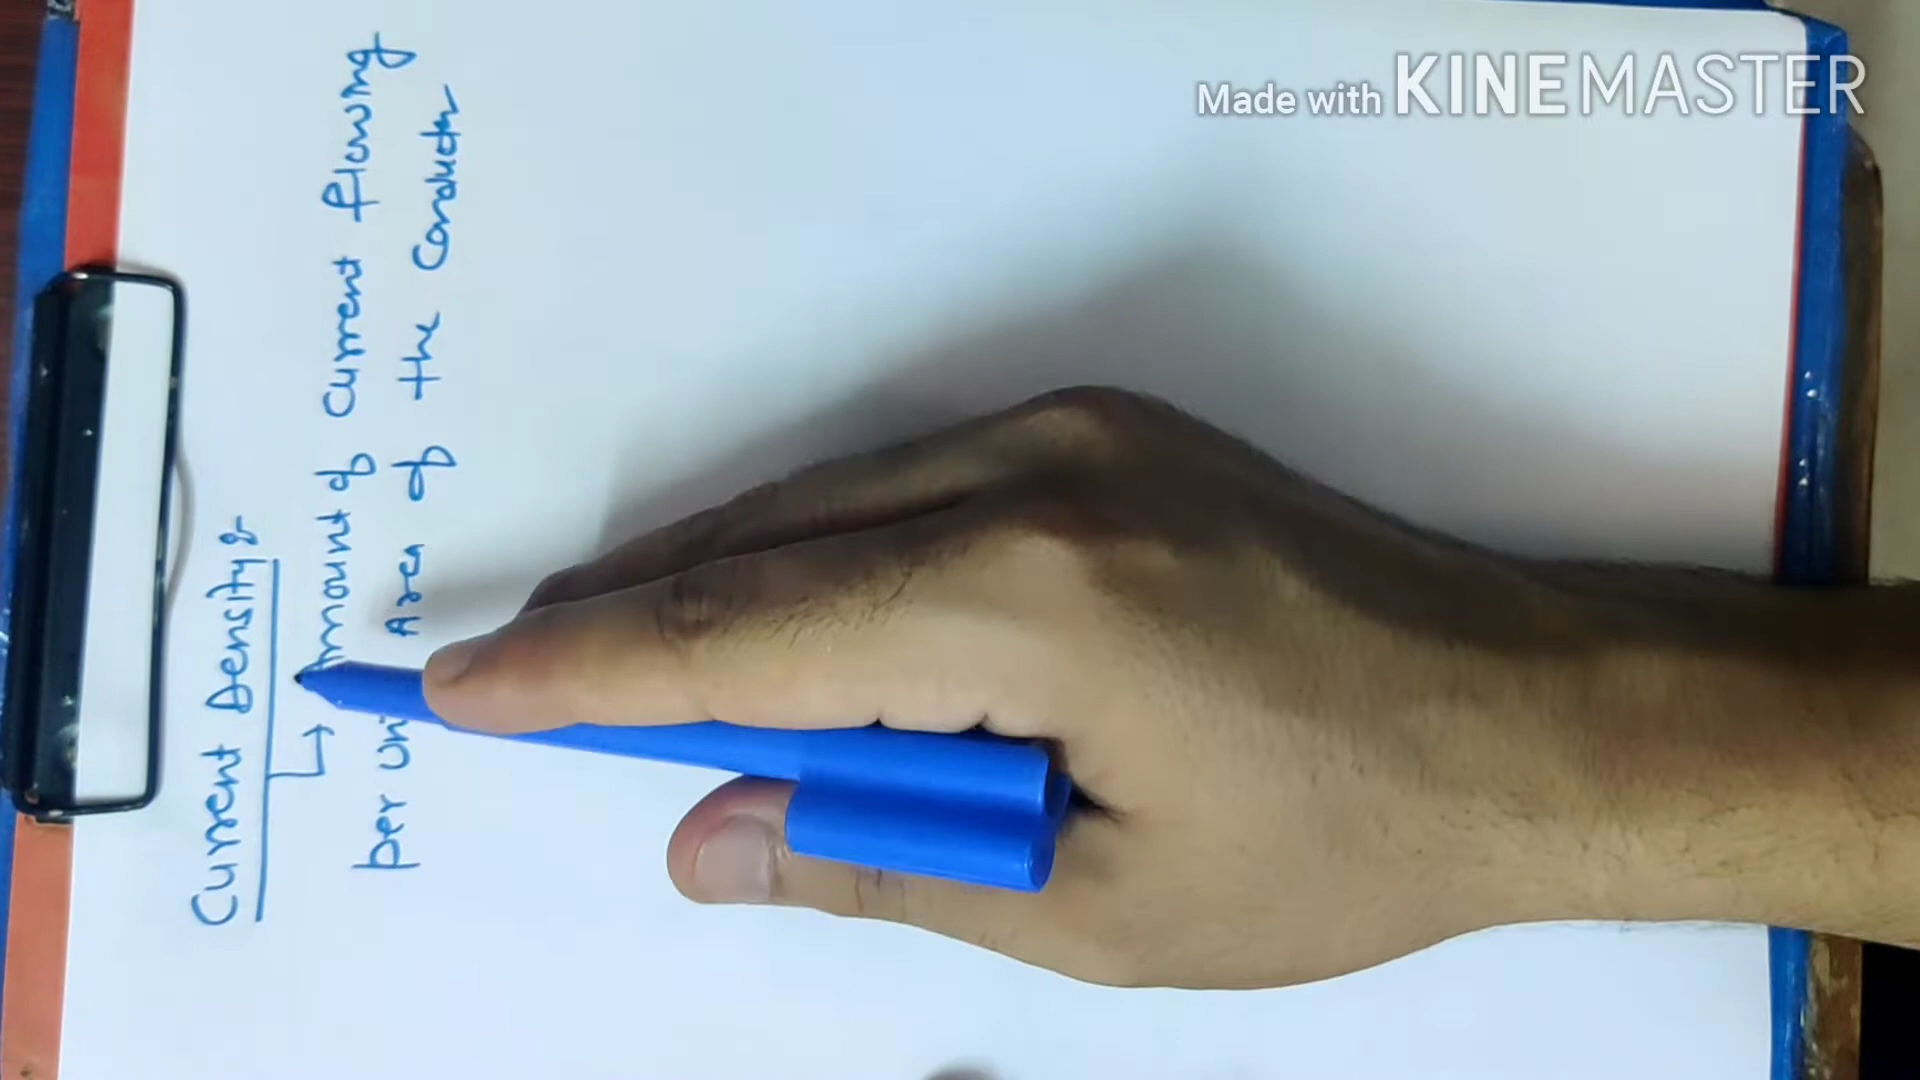 Made with KINEMASTER
Current Density
Amount of Current flowing
per Area of the Conductor